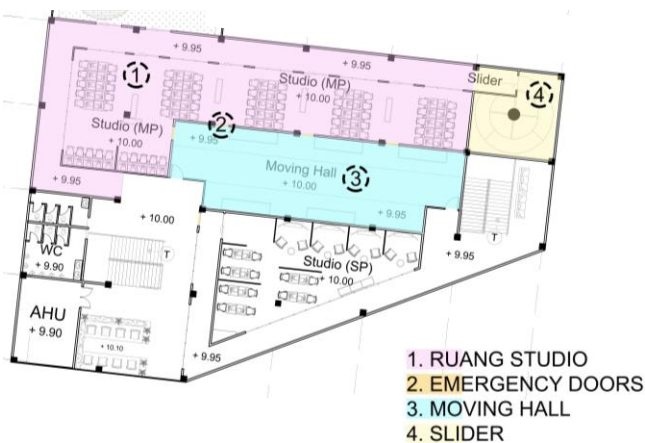 + 9.95
+ 9.95
Slider
Studio (MP)
+ 10.00
1
4
2
Studio (MP)
+ 10.00
+ 9.95
Moving Hall
+ 10.00
3
+ 9.95
+ 9.95
+ 10.00
WC
+ 9.90
T
Studio (SP)
+ 10.00
T
+ 9.95
AHU
+ 9.90
+ 10.10
+ 9.95
1. RUANG STUDIO
2. EMERGENCY DOORS
3. MOVING HALL
4. SLIDER